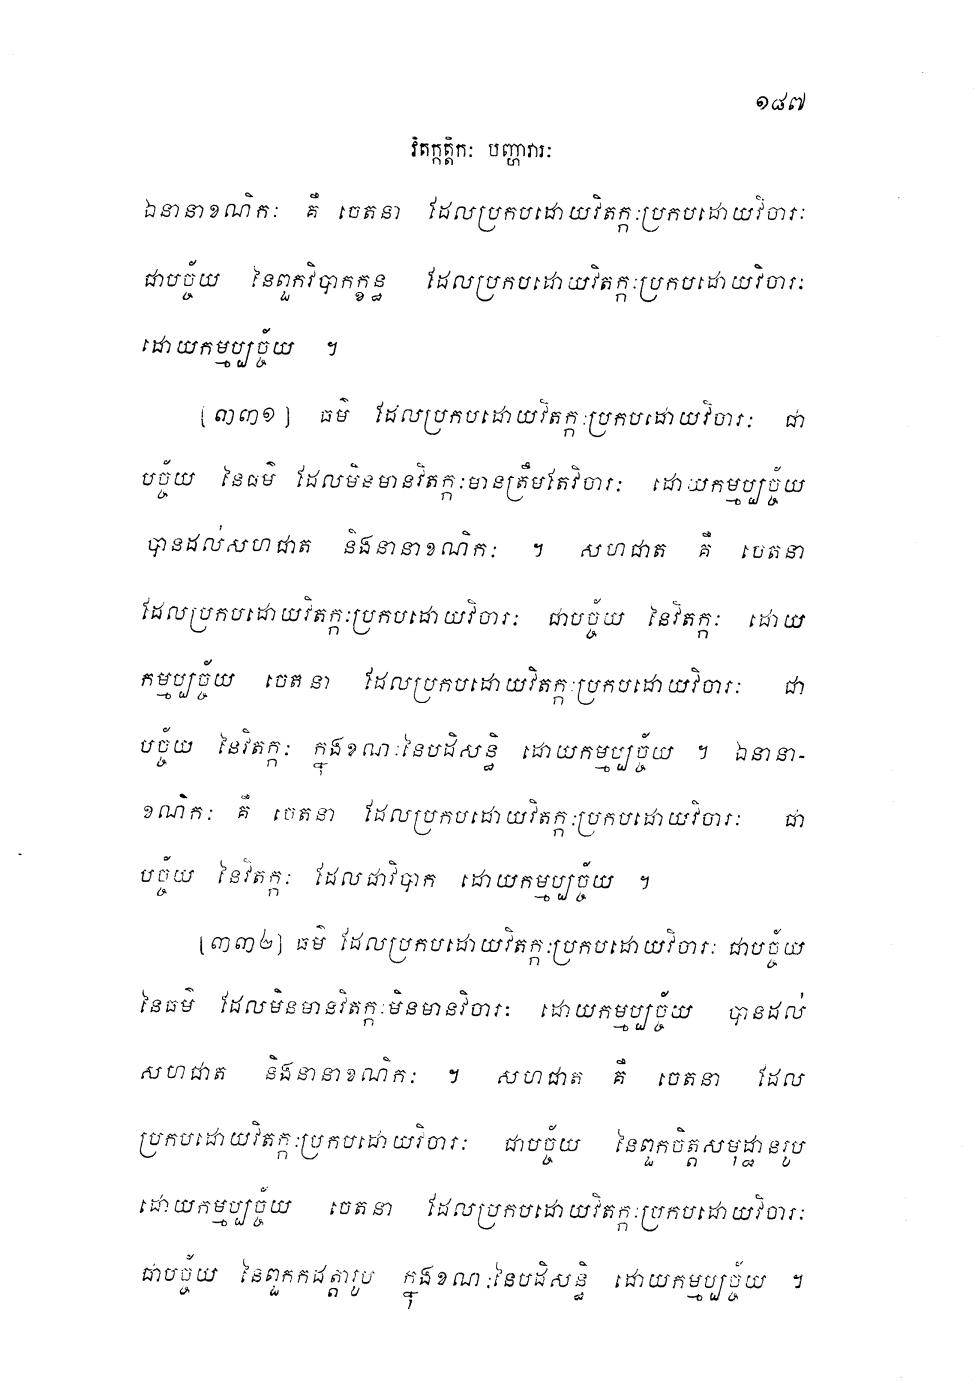 ១៨៧
វិតក្កត្តិកៈ បញ្ហាវារៈ
ឯនានាខណិកៈ គឺ ចេតនា ដែលប្រកបដោយវិតក្កៈប្រកបដោយវិចារៈ
ជាបច្ច័យ នៃពួកវិបាកក្ខន្ធ ដែលប្រកបដោយវិតក្កៈប្រកបដោយវិចារៈ
ដោយកម្មប្បច្ច័យ ។
(៣៣១) ធម៌ ដែលប្រកបដោយវិតក្កៈប្រកបដោយវិចារៈ ជា
បច្ច័យ នៃធម៌ ដែលមិនមានវិតក្កៈមានត្រឹមតែវិចារៈ ដោយកម្មប្បច្ច័យ
បានដល់សហជាត និងនានាខណិកៈ ។ សហជាត គឺ ចេតនា
ដែលប្រកបដោយវិតក្កៈប្រកបដោយវិចារៈ ជាបច្ច័យ នៃវិតក្កៈ ដោយ
កម្មប្បច្ច័យ ចេតនា ដែលប្រកបដោយវិតក្កៈប្រកបដោយវិចារៈ ជា
បច្ច័យ នៃវិតក្កៈ ក្នុងខណៈនៃបដិសន្ធិ ដោយកម្មប្បច្ច័យ ។ ឯនានា-
ខណិកៈ គឺ ចេតនា ដែលប្រកបដោយវិតក្កៈប្រកបដោយវិចារៈ ជា
បច្ច័យ នៃវិតក្កៈ ដែលជាវិបាក ដោយកម្មប្បច្ច័យ ។
(៣៣២) ធម៌ ដែលប្រកបដោយវិតក្កៈប្រកបដោយវិចារៈ ជាបច្ច័យ
នៃធម៌ ដែលមិនមានវិតក្កៈមិនមានវិចារៈ ដោយកម្មប្បច្ច័យ បានដល់
សហជាត និងនានាខណិកៈ ។ សហជាត គឺ ចេតនា ដែល
ប្រកបដោយវិតក្កៈប្រកបដោយវិចារៈ ជាបច្ច័យ នៃពួកចិត្តសមុដ្ឋានរូប
ដោយកម្មប្បច្ច័យ ចេតនា ដែលប្រកបដោយវិតក្កៈប្រកបដោយវិចារៈ
ជាបច្ច័យ នៃពួកកដត្តារូប ក្នុងខណៈនៃបដិសន្ធិ ដោយកម្មប្បច្ច័យ ។